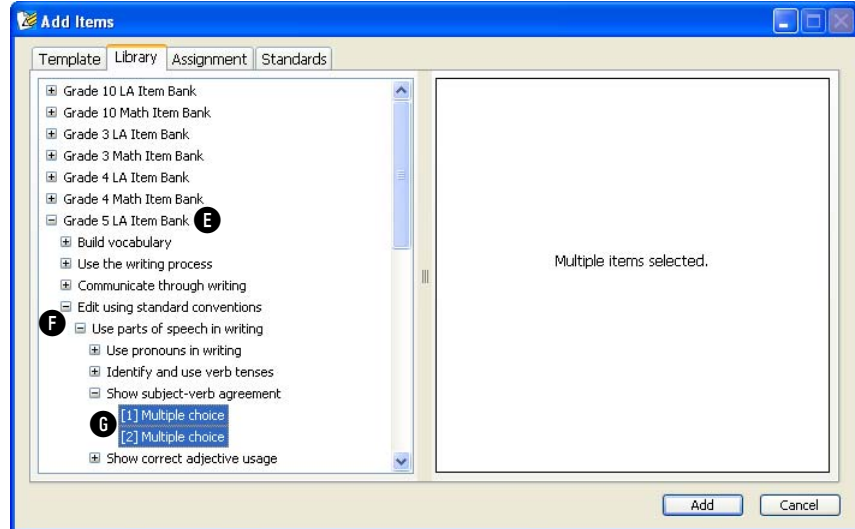 Add Items
Template Library Assignment Standards
Grade 10 LA Item Bank
Grade 10 Math Item Bank
Grade 3 LA Item Bank
Grade 3 Math Item Bank
Grade 4 LA Item Bank
Grade 4 Math Item Bank
Grade 5 LA Item Bank E
Build vocabulary
Use the writing process
Communicate through writing
Edit using standard conventions
F Use parts of speech in writing
Use pronouns in writing
Identify and use verb tenses
Show subject-verb agreement
G [1] Multiple choice
[2] Multiple choice
Show correct adjective usage
Multiple items selected.
Add Cancel